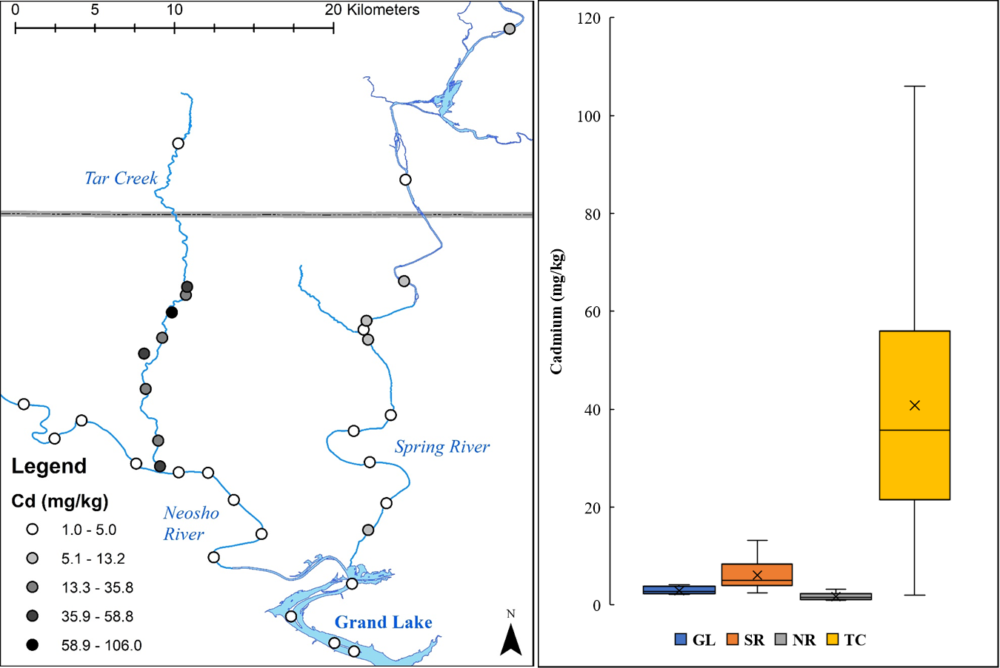 0 5 10 20 Kilometers
Tar Creek
Spring River
Neosho
River
Grand Lake
N
Legend
Cd (mg/kg)
1.0 - 5.0
5.1 - 13.2
13.3 - 35.8
35.9 - 58.8
58.9 - 106.0
Cadmium (mg/kg)
120
100
80
60
40
20
0
GL SR NR TC